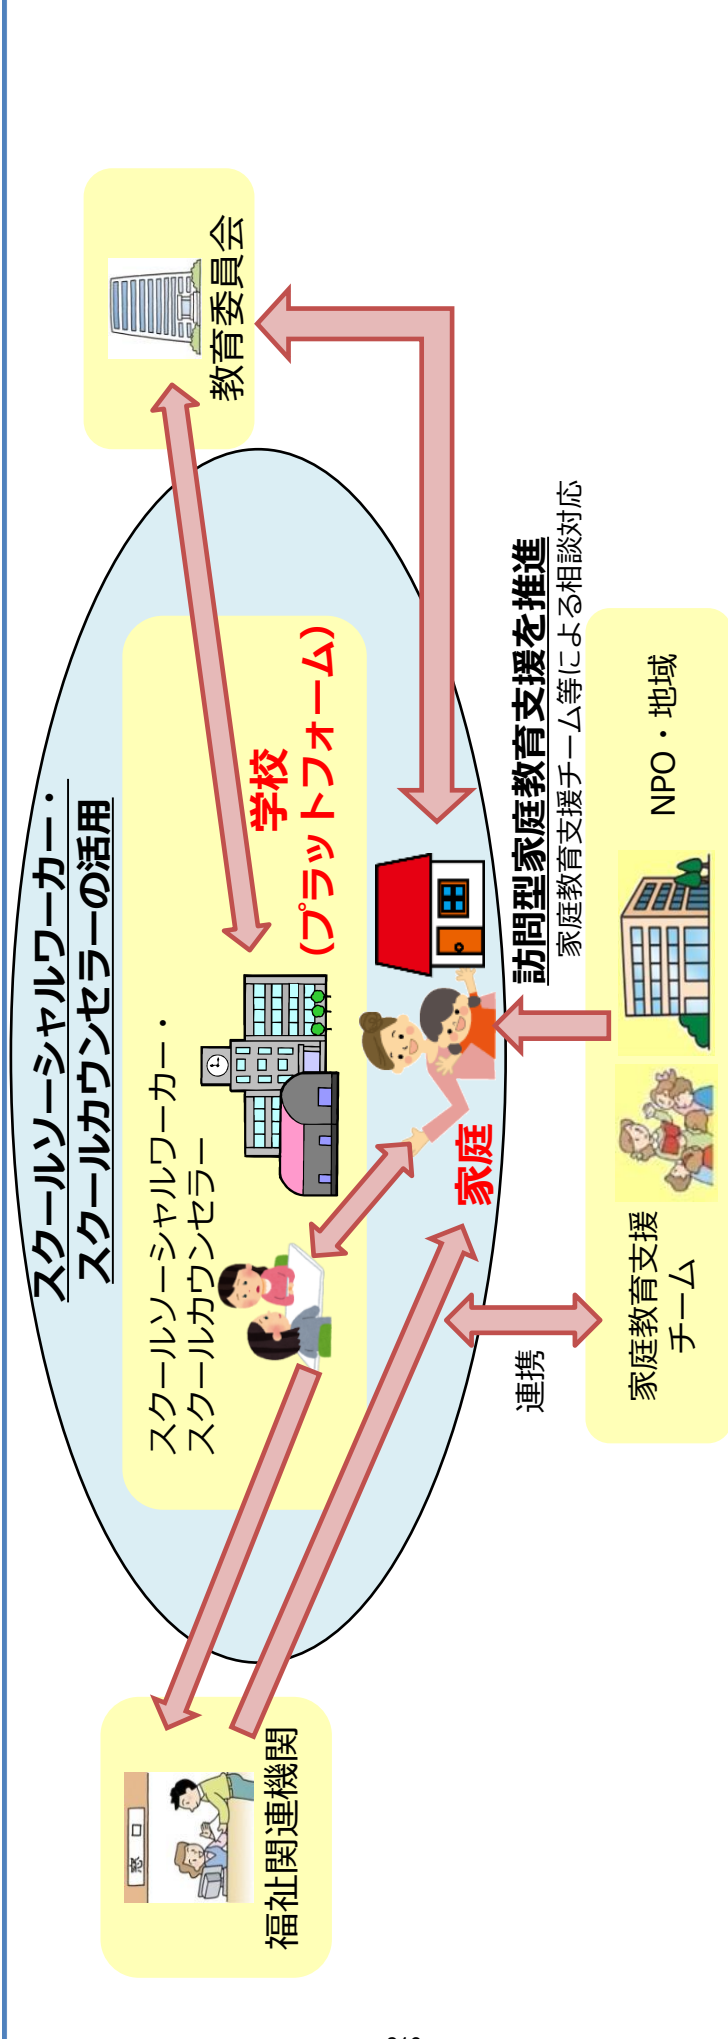 スクールソーシャルワーカー・
スクールカウンセラーの活用
スクールソーシャルワーカー・
スクールカウンセラー
学校
(プラットフォーム)
教育委員会
窓口
福祉関連機関
家庭
連携
訪問型家庭教育支援を推進
家庭教育支援チーム等による相談対応
家庭教育支援
チーム
NPO・地域